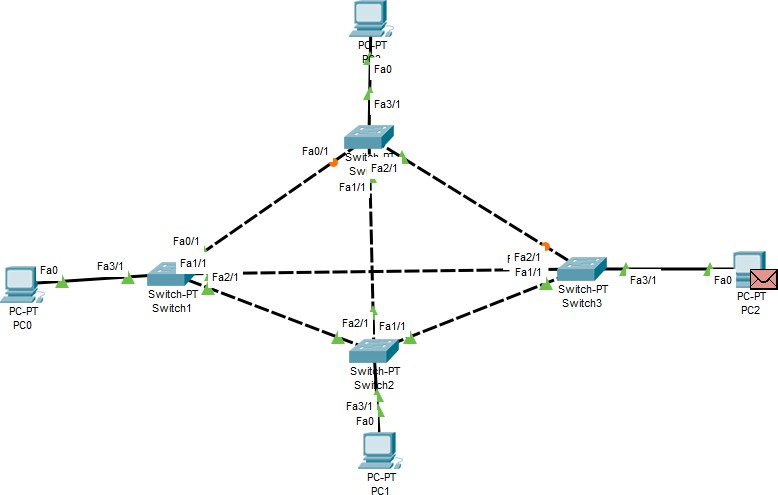 PC-PT
Fa0
Fa3/1
Fa0/1
Fa2/1
Fa1/1
Fa0/1
Fa1/1
Fa2/1
Fa3/1
Fa0
PC-PT
PC0
Switch-PT
Switch1
Fa2/1
Fa1/1
Fa3/1
Fa0
Switch-PT
Switch3
PC-PT
PC2
Fa2/1
Fa1/1
Switch-PT
Switch2
Fa3/1
Fa0
PC-PT
PC1